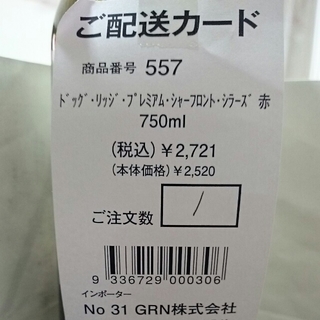 ご配送カード
商品番号 557
ﾄﾞｯｸﾞ･ﾘｯｼﾞ･ﾌﾟﾚﾐｱﾑ･ｼｬｰﾌﾛﾝﾄ･ｼﾗｰｽﾞ 赤
750ml
(税込)￥2,721
(本体価格)￥2,520
ご注文数 /
9 336729 000306
インポーター
No 31 GRN株式会社